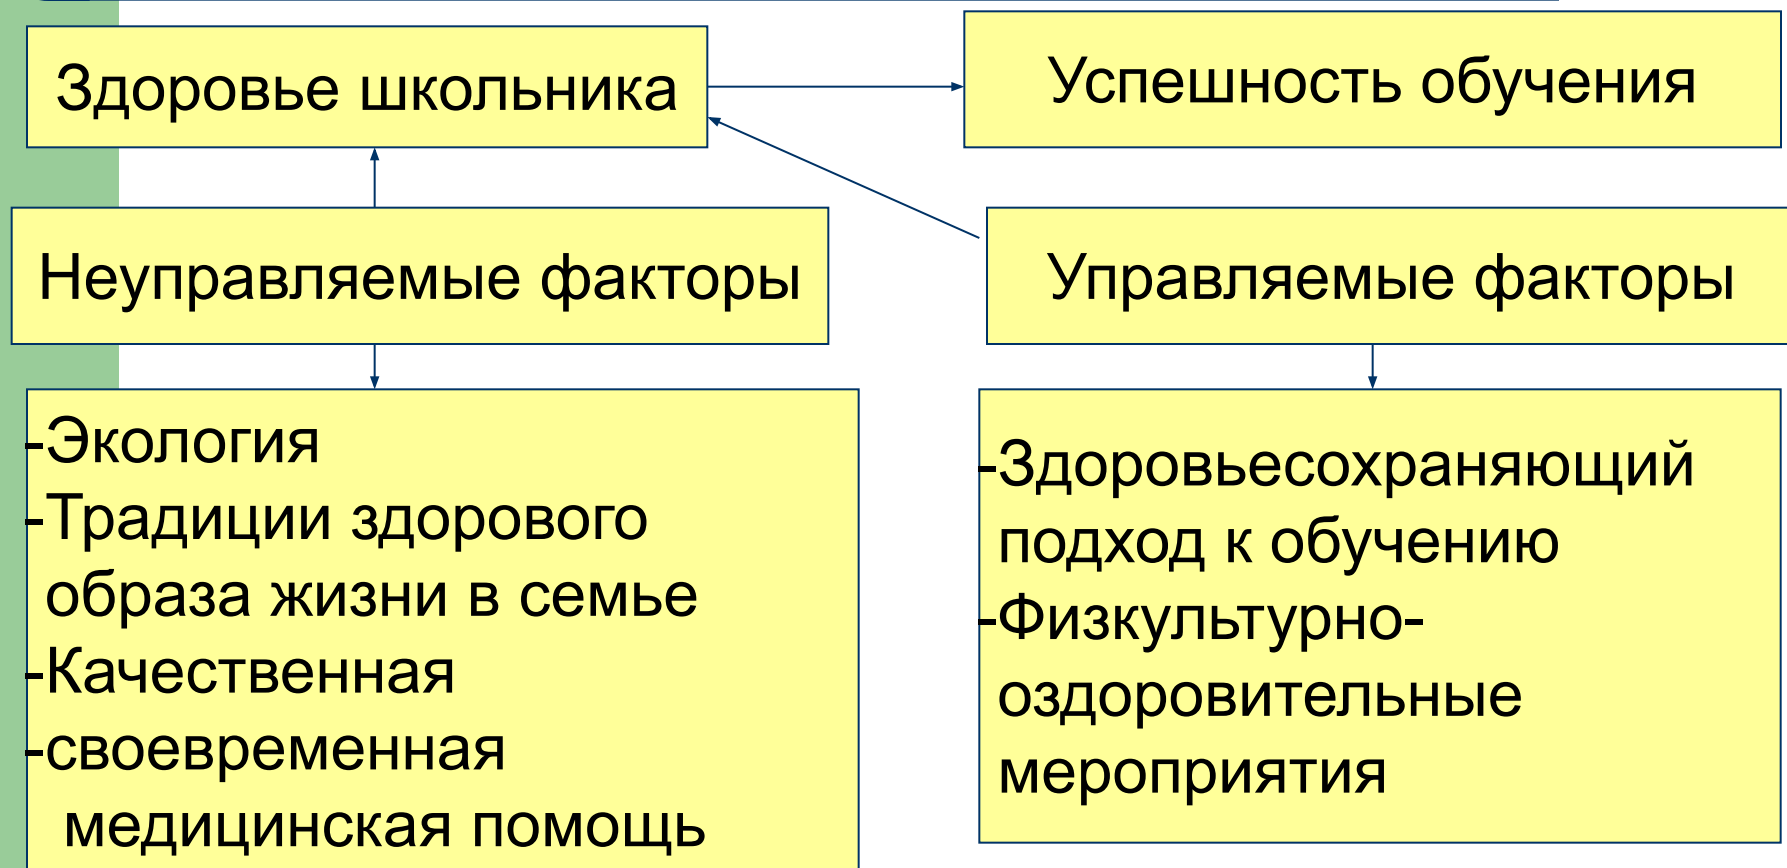 Здоровье школьника
Успешность обучения
Неуправляемые факторы
Управляемые факторы
-Экология
-Традиции здорового
образа жизни в семье
-Качественная
-своевременная
медицинская помощь
-Здоровьесохраняющий
подход к обучению
-Физкультурно-
оздоровительные
мероприятия